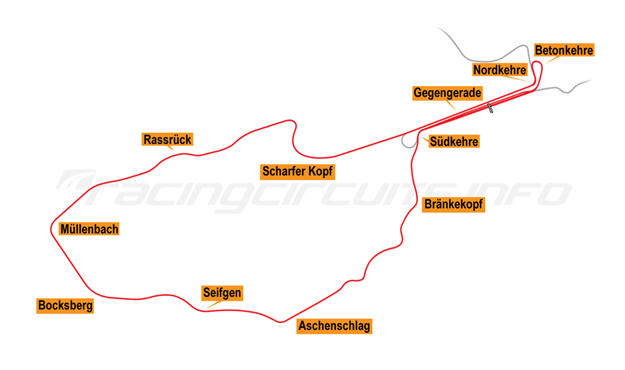 Betonkehre
Nordkehre
Gegengerade
Rassrück
Südkehre
Scharfer Kopf
racingcircuits.info
Bränkekopf
Müllenbach
Seifgen
Bocksberg
Aschenschlag